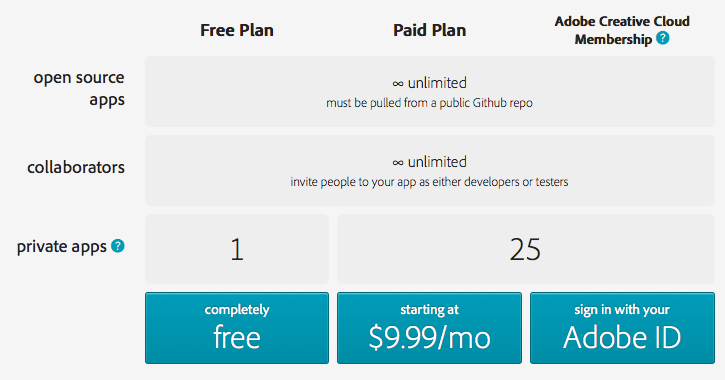 Free Plan
Paid Plan
Adobe Creative Cloud
Membership ?
open source
apps
∞ unlimited
must be pulled from a public Github repo
collaborators
∞ unlimited
invite people to your app as either developers or testers
private apps ?
1
25
completely
free
starting at
$9.99/mo
sign in with your
Adobe ID